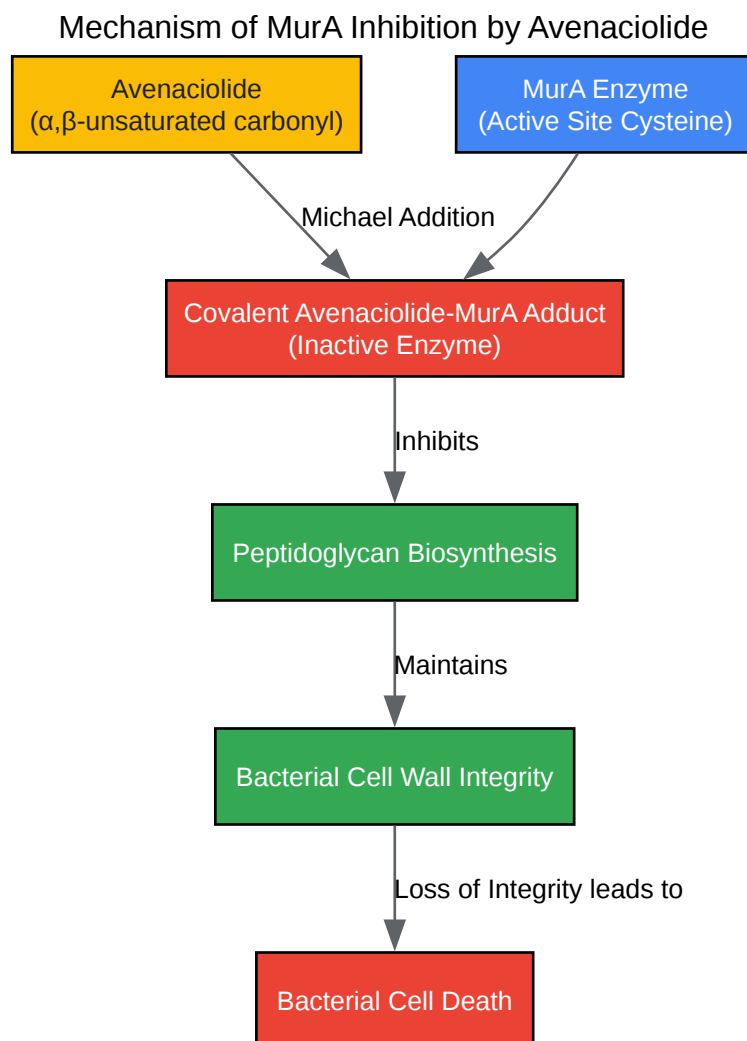 Mechanism of MurA Inhibition by Avenaciolide
Avenaciolide
(α,β-unsaturated carbonyl)
MurA Enzyme
(Active Site Cysteine)
Michael Addition
Covalent Avenaciolide-MurA Adduct
(Inactive Enzyme)
Inhibits
Peptidoglycan Biosynthesis
Maintains
Bacterial Cell Wall Integrity
Loss of Integrity leads to
Bacterial Cell Death